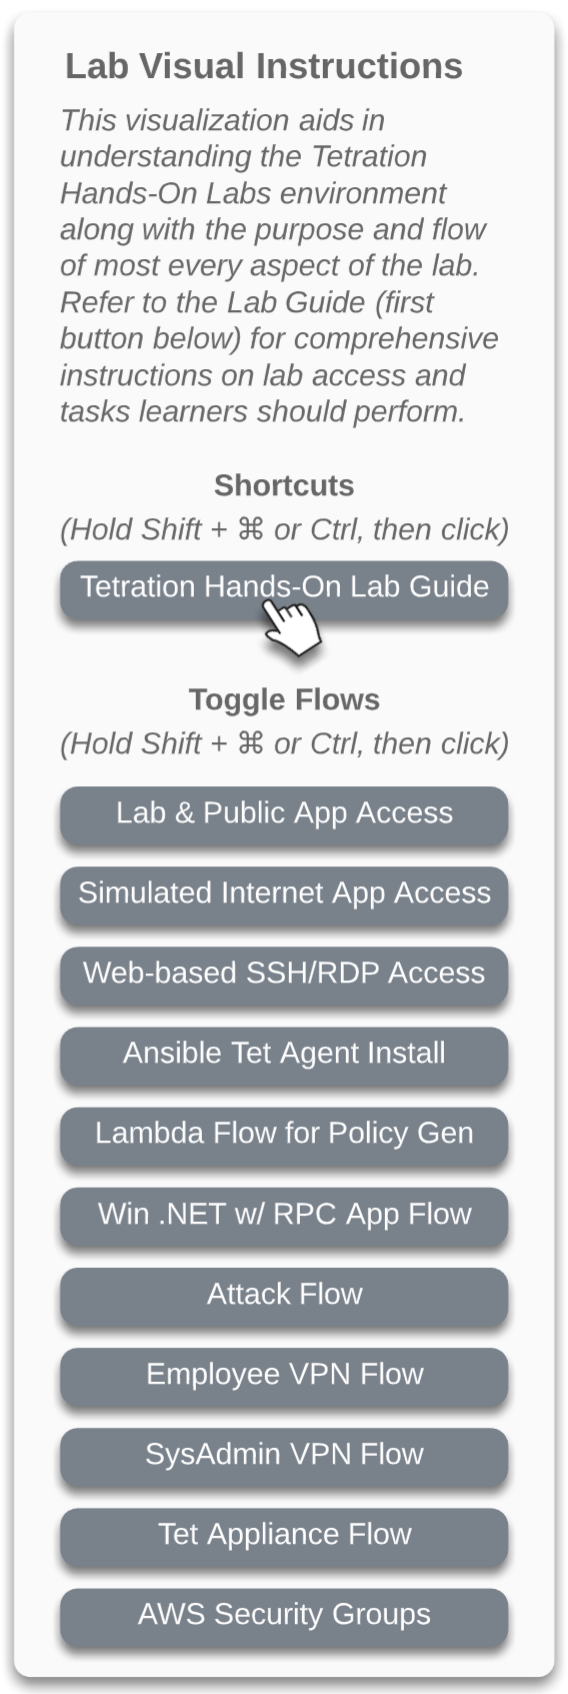 Lab Visual Instructions
This visualization aids in
understanding the Tetration
Hands-On Labs environment
along with the purpose and flow
of most every aspect of the lab.
Refer to the Lab Guide (first
button below) for comprehensive
instructions on lab access and
tasks learners should perform.
Shortcuts
(Hold Shift + ⌘ or Ctrl, then click)
Tetration Hands-On Lab Guide
Toggle Flows
(Hold Shift + ⌘ or Ctrl, then click)
Lab & Public App Access
Simulated Internet App Access
Web-based SSH/RDP Access
Ansible Tet Agent Install
Lambda Flow for Policy Gen
Win .NET w/ RPC App Flow
Attack Flow
Employee VPN Flow
SysAdmin VPN Flow
Tet Appliance Flow
AWS Security Groups